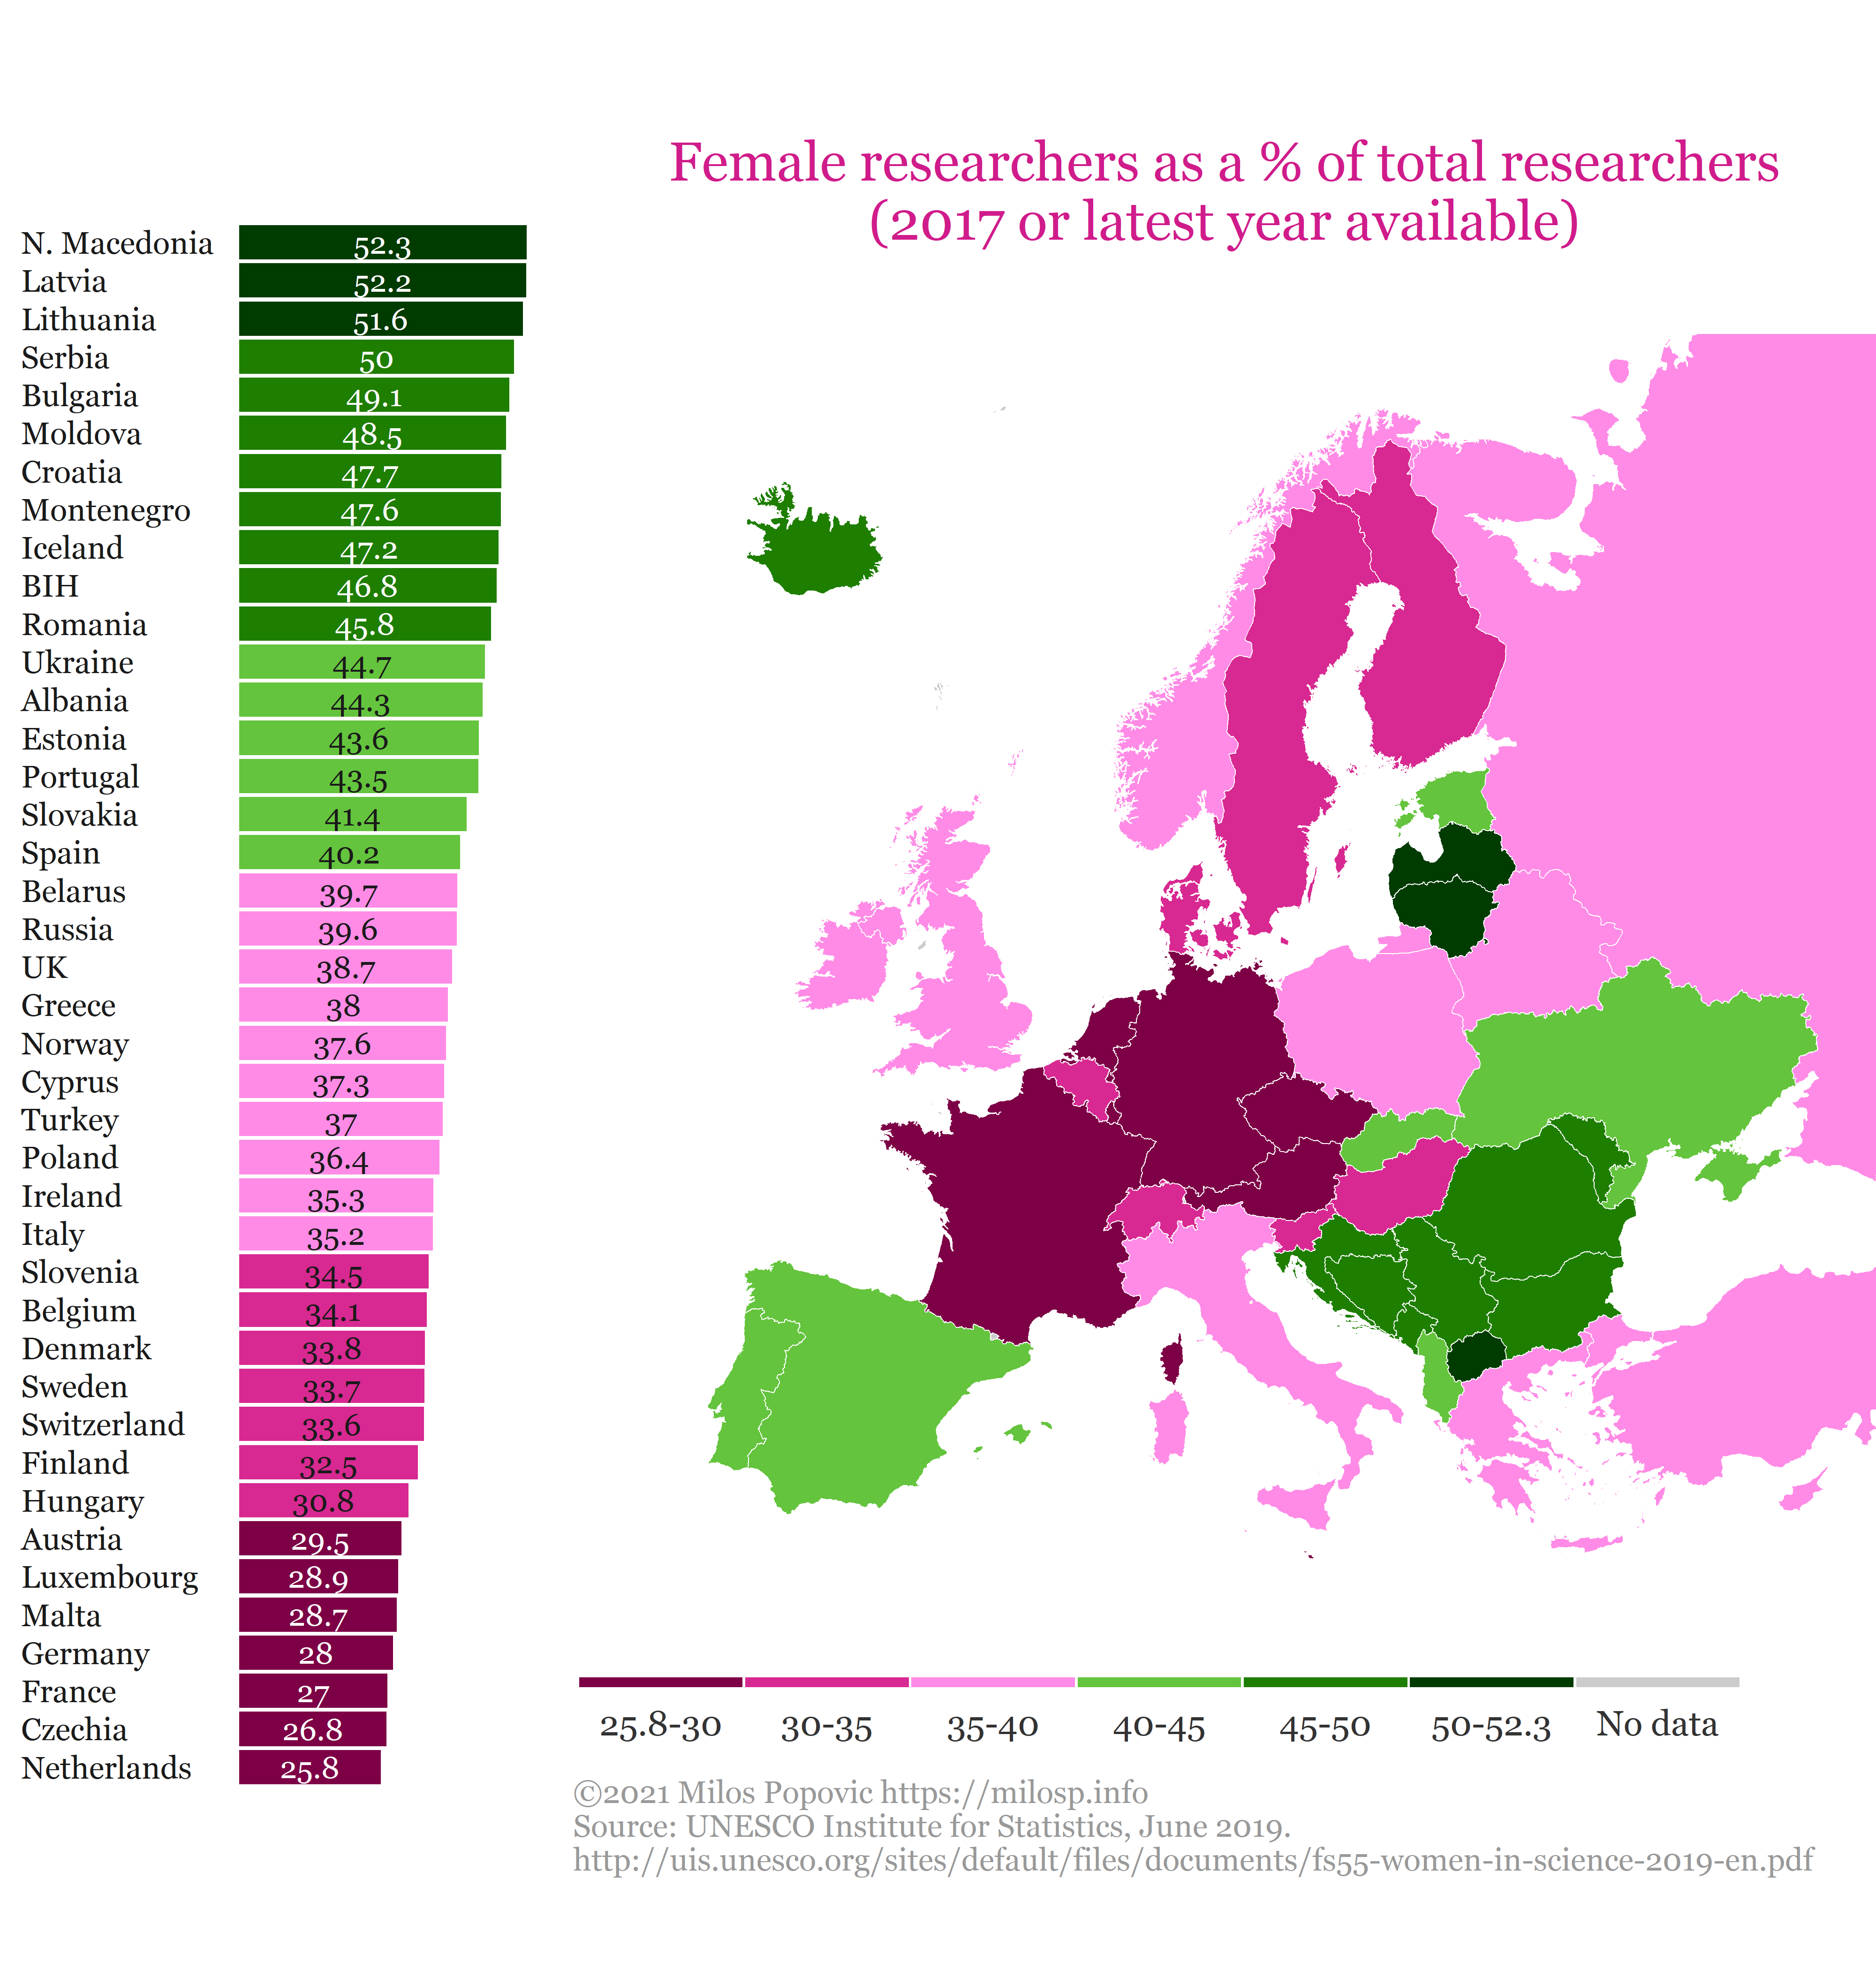 Female researchers as a % of total researchers
(2017 or latest year available)
N. Macedonia 52.3
Latvia 52.2
Lithuania 51.6
Serbia 50
Bulgaria 49.1
Moldova 48.5
Croatia 47.7
Montenegro 47.6
Iceland 47.2
BIH 46.8
Romania 45.8
Ukraine 44.7
Albania 44.3
Estonia 43.6
Portugal 43.5
Slovakia 41.4
Spain 40.2
Belarus 39.7
Russia 39.6
UK 38.7
Greece 38
Norway 37.6
Cyprus 37.3
Turkey 37
Poland 36.4
Ireland 35.3
Italy 35.2
Slovenia 34.5
Belgium 34.1
Denmark 33.8
Sweden 33.7
Switzerland 33.6
Finland 32.5
Hungary 30.8
Austria 29.5
Luxembourg 28.9
Malta 28.7
Germany 28
France 27
Czechia 26.8
Netherlands 25.8
25.8-30 30-35 35-40 40-45 45-50 50-52.3 No data
©2021 Milos Popovic https://milosp.info
Source: UNESCO Institute for Statistics, June 2019.
http://uis.unesco.org/sites/default/files/documents/fs55-women-in-science-2019-en.pdf